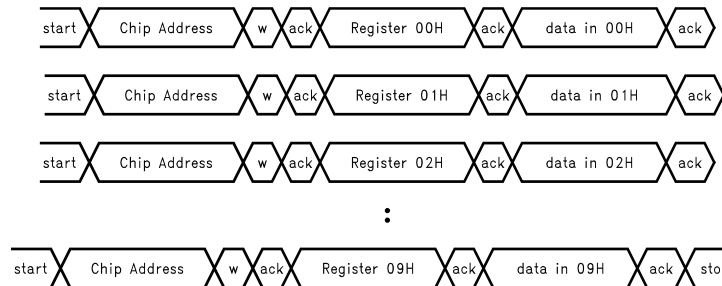 start Chip Address w ack Register 00H ack data in 00H ack
start Chip Address w ack Register 01H ack data in 01H ack
start Chip Address w ack Register 02H ack data in 02H ack
:
start Chip Address w ack Register 09H ack data in 09H ack sto